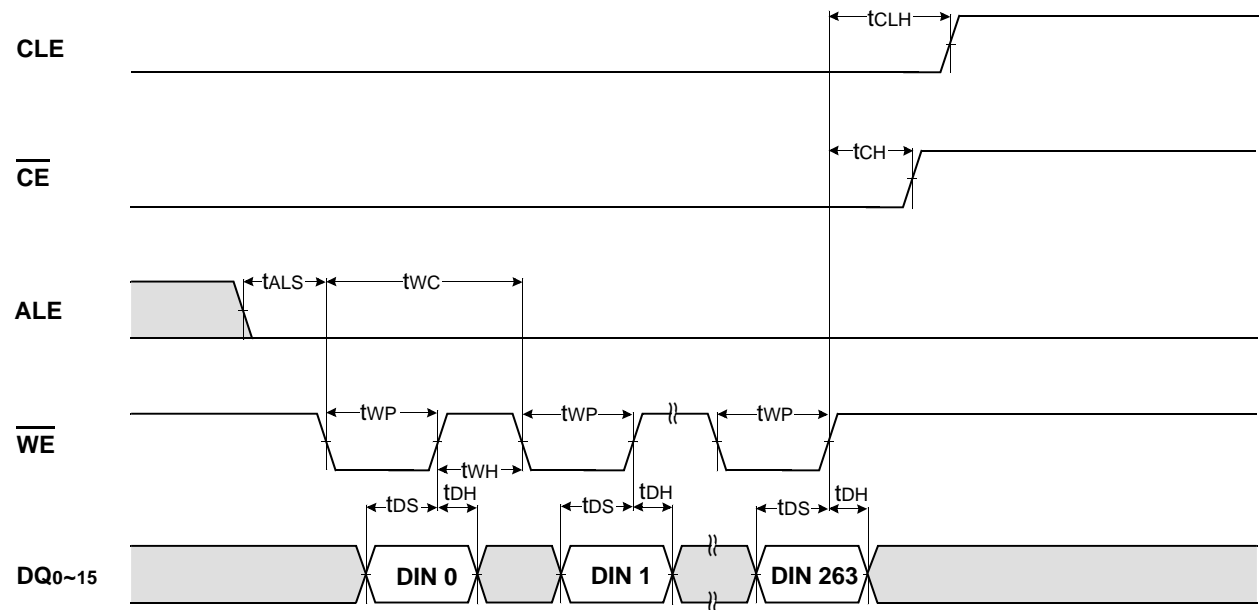 tCLH
CLE
tCH
CE
tALS
tWC
ALE
tWP
tWP
tWP
WE
tWH
tDS
tDH
tDS
tDH
tDS
tDH
DQ0~15
DIN 0
DIN 1
DIN 263